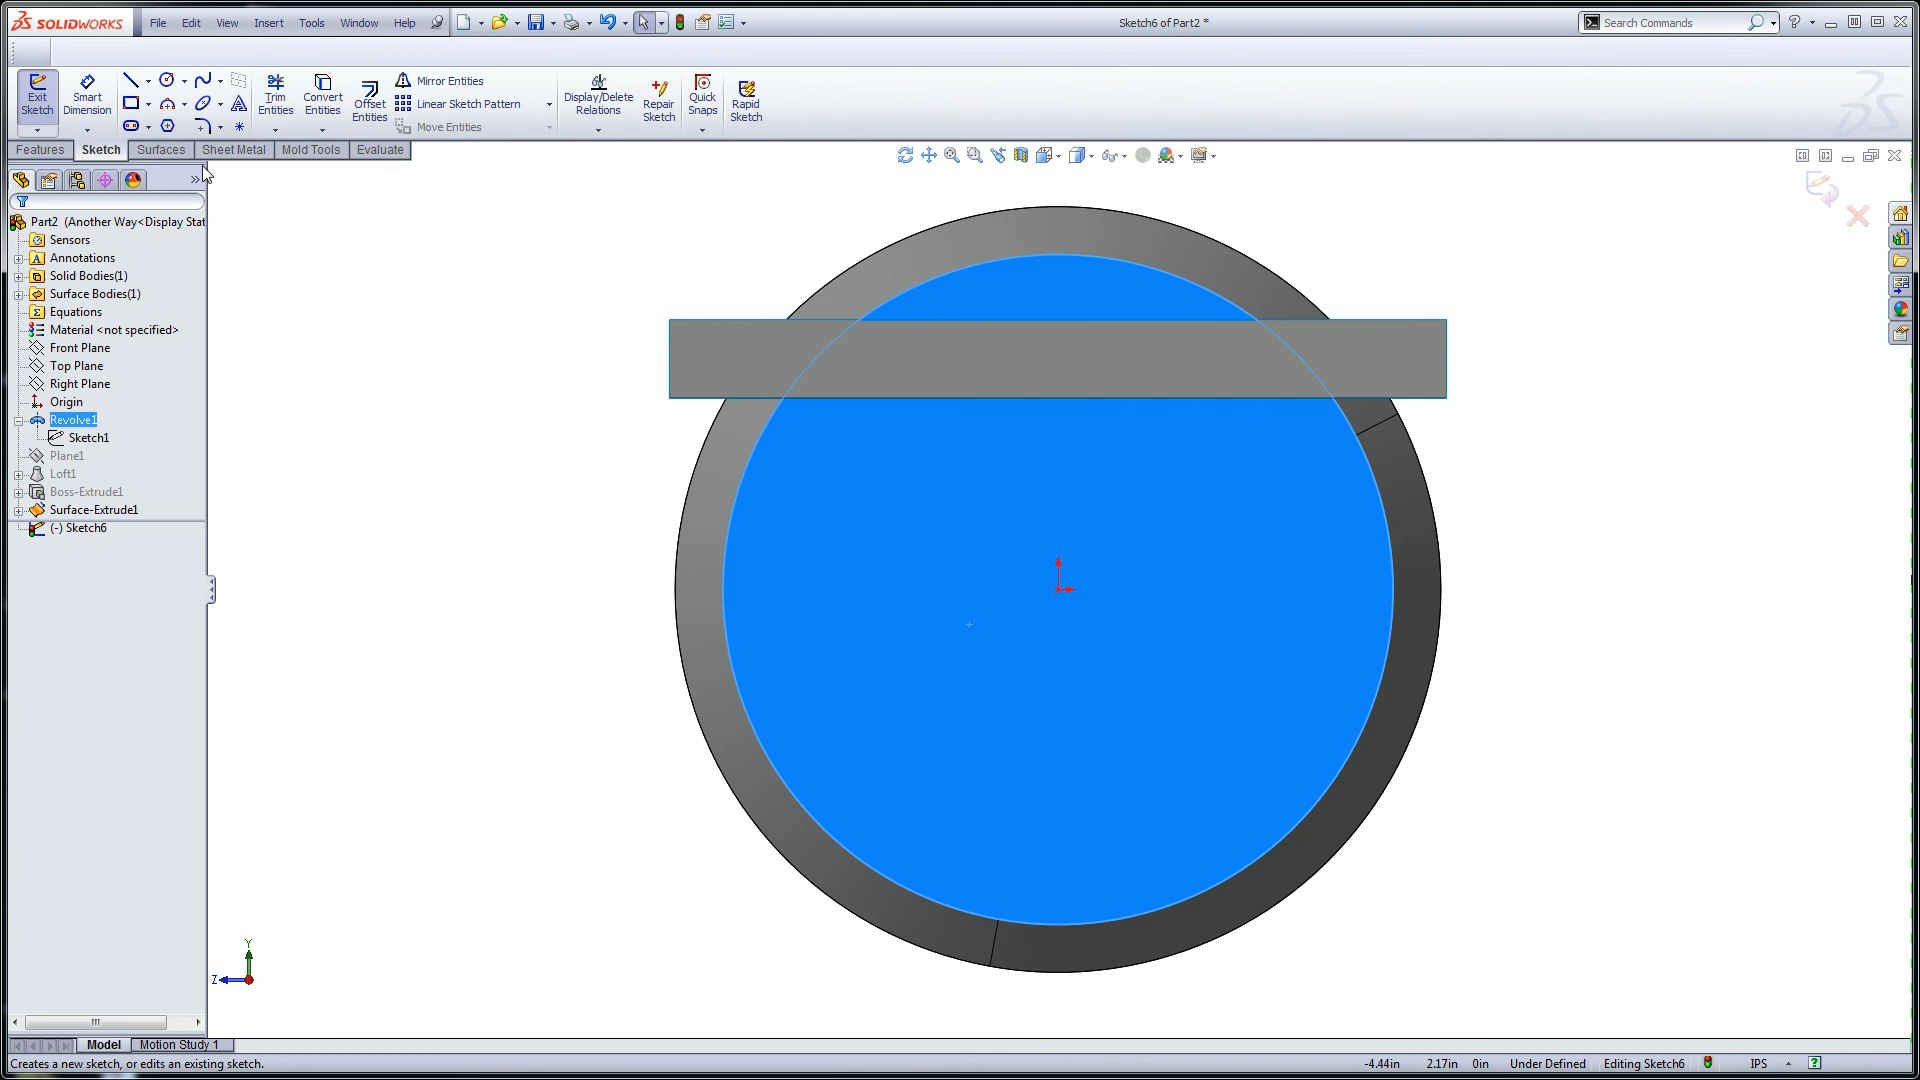 SOLIDWORKS File Edit View Insert Tools Window Help Sketch6 of Part2 * Search Commands
Exit Sketch
Smart Dimension
Trim Entities
Convert Entities
Offset Entities
Mirror Entities
Linear Sketch Pattern
Move Entities
Display/Delete Relations
Repair Sketch
Quick Snaps
Rapid Sketch
Features Sketch Surfaces Sheet Metal Mold Tools Evaluate
Part2 (Another Way<Display Stat
Sensors
Annotations
Solid Bodies(1)
Surface Bodies(1)
Equations
Material <not specified>
Front Plane
Top Plane
Right Plane
Origin
Revolve1
Sketch1
Plane1
Loft1
Boss-Extrude1
Surface-Extrude1
(-) Sketch6
Y
Z
Model Motion Study 1
Creates a new sketch, or edits an existing sketch. -4.44in 2.17in 0in Under Defined Editing Sketch6 IPS